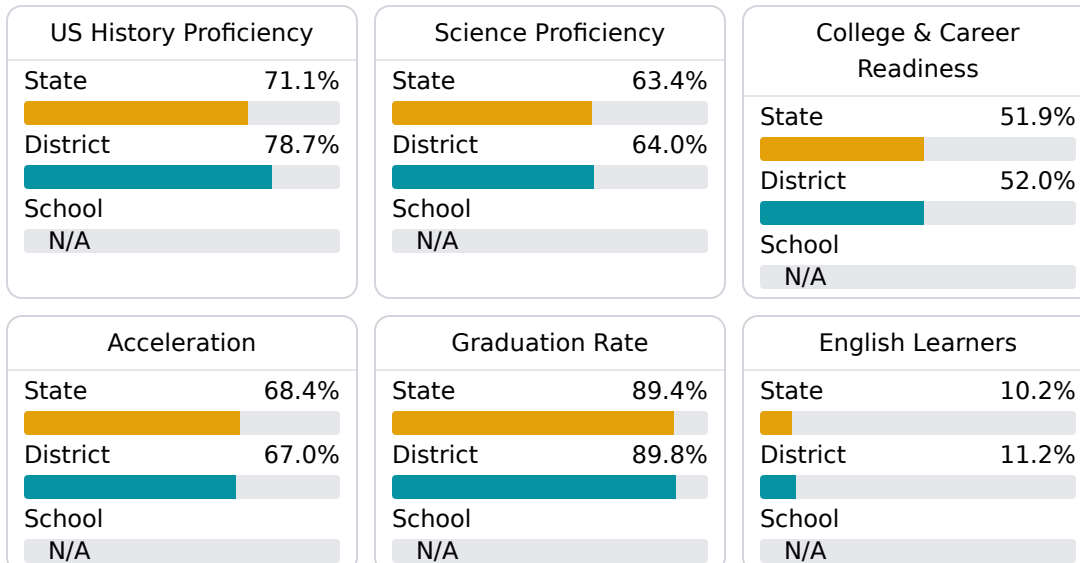 US History Proficiency
State 71.1%
District 78.7%
School
N/A
Science Proficiency
State 63.4%
District 64.0%
School
N/A
College & Career
Readiness
State 51.9%
District 52.0%
School
N/A
Acceleration
State 68.4%
District 67.0%
School
N/A
Graduation Rate
State 89.4%
District 89.8%
School
N/A
English Learners
State 10.2%
District 11.2%
School
N/A